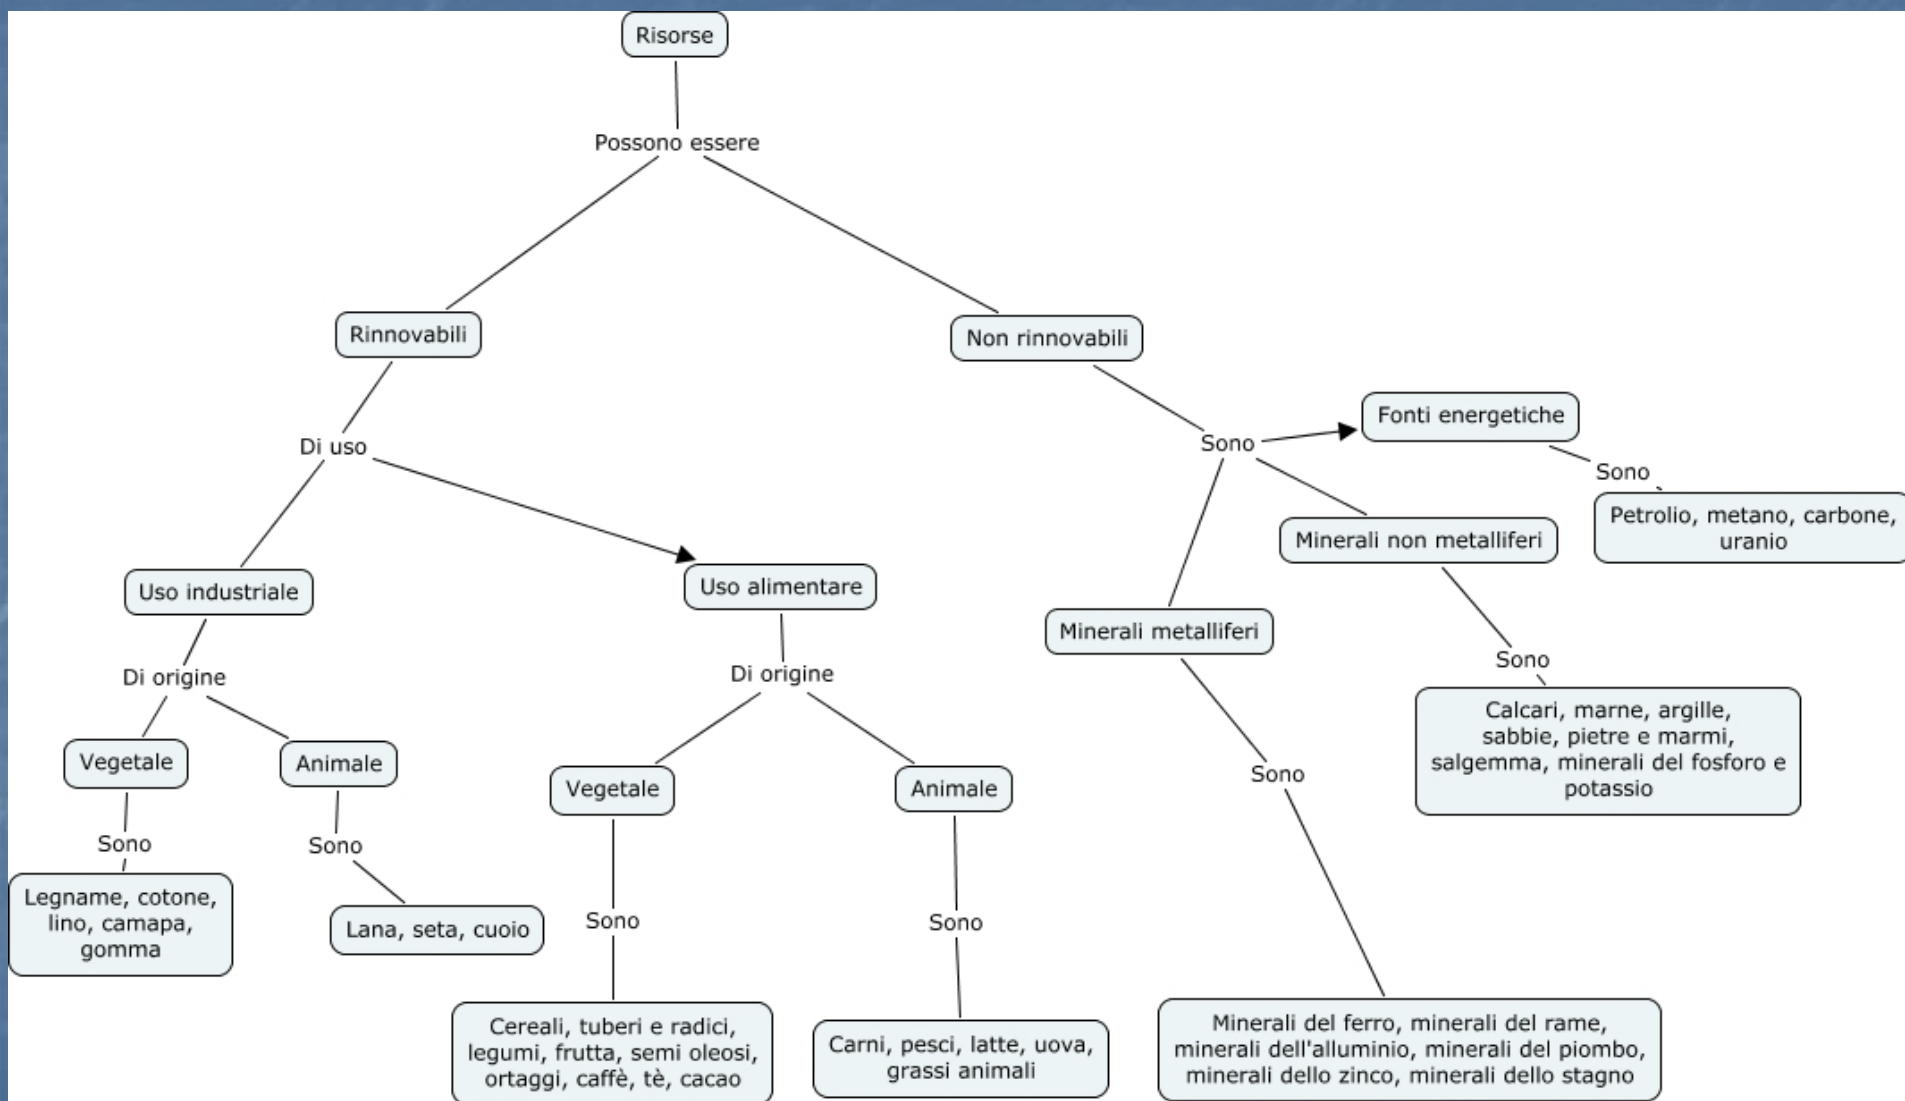 Risorse
Possono essere
Rinnovabili
Non rinnovabili
Di uso
Sono
Fonti energetiche
Sono
Petrolio, metano, carbone,
uranio
Minerali non metalliferi
Uso industriale
Uso alimentare
Minerali metalliferi
Di origine
Di origine
Sono
Calcari, marne, argille,
sabbie, pietre e marmi,
salgemma, minerali del fosforo e
potassio
Vegetale
Animale
Vegetale
Animale
Sono
Sono
Sono
Legname, cotone,
lino, camapa,
gomma
Lana, seta, cuoio
Sono
Sono
Cereali, tuberi e radici,
legumi, frutta, semi oleosi,
ortaggi, caffè, tè, cacao
Carni, pesci, latte, uova,
grassi animali
Minerali del ferro, minerali del rame,
minerali dell'alluminio, minerali del piombo,
minerali dello zinco, minerali dello stagno